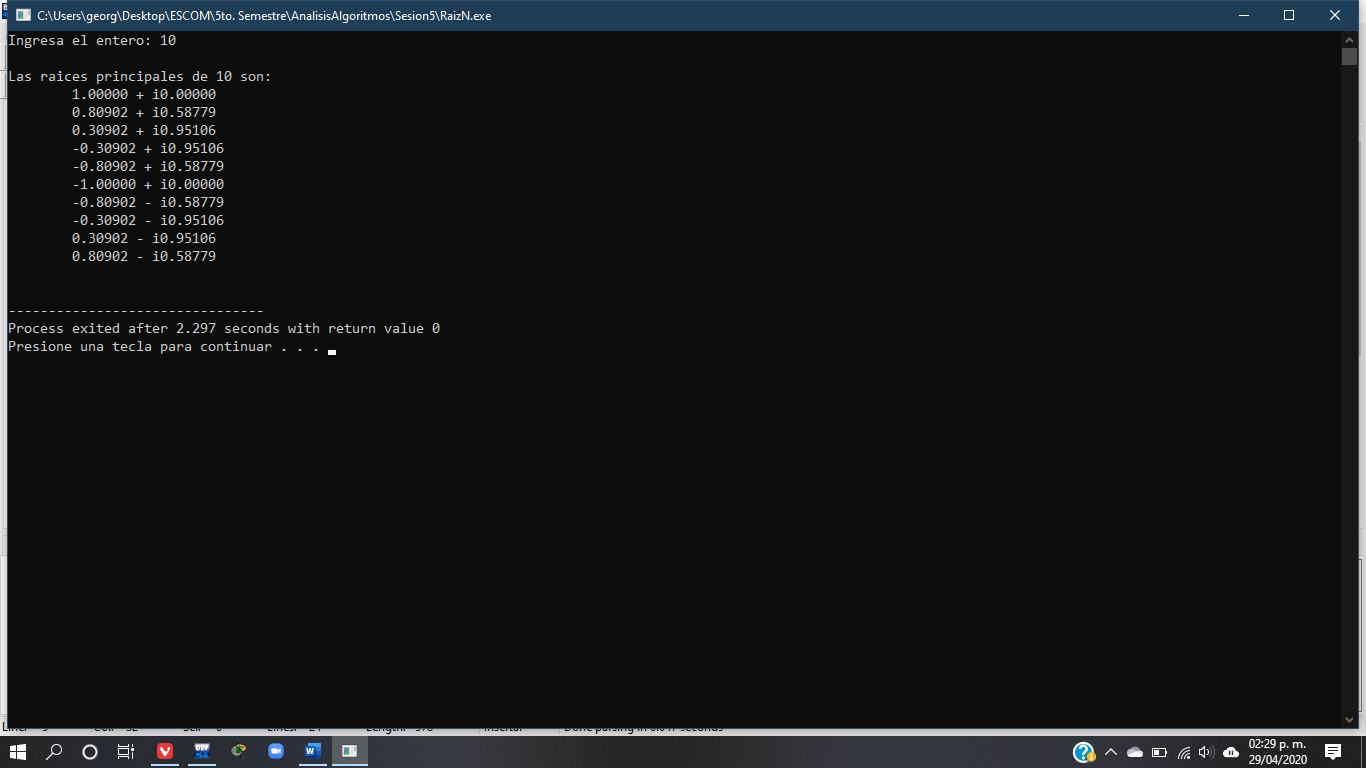 C:\Users\georg\Desktop\ESCOM\5to. Semestre\AnalisisAlgoritmos\Sesion5\RaizN.exe
Ingresa el entero: 10
Las raices principales de 10 son:
1.00000 + i0.00000
0.80902 + i0.58779
0.30902 + i0.95106
-0.30902 + i0.95106
-0.80902 + i0.58779
-1.00000 + i0.00000
-0.80902 - i0.58779
-0.30902 - i0.95106
0.30902 - i0.95106
0.80902 - i0.58779
--------------------------------
Process exited after 2.297 seconds with return value 0
Presione una tecla para continuar . . .
02:29 p. m.
29/04/2020